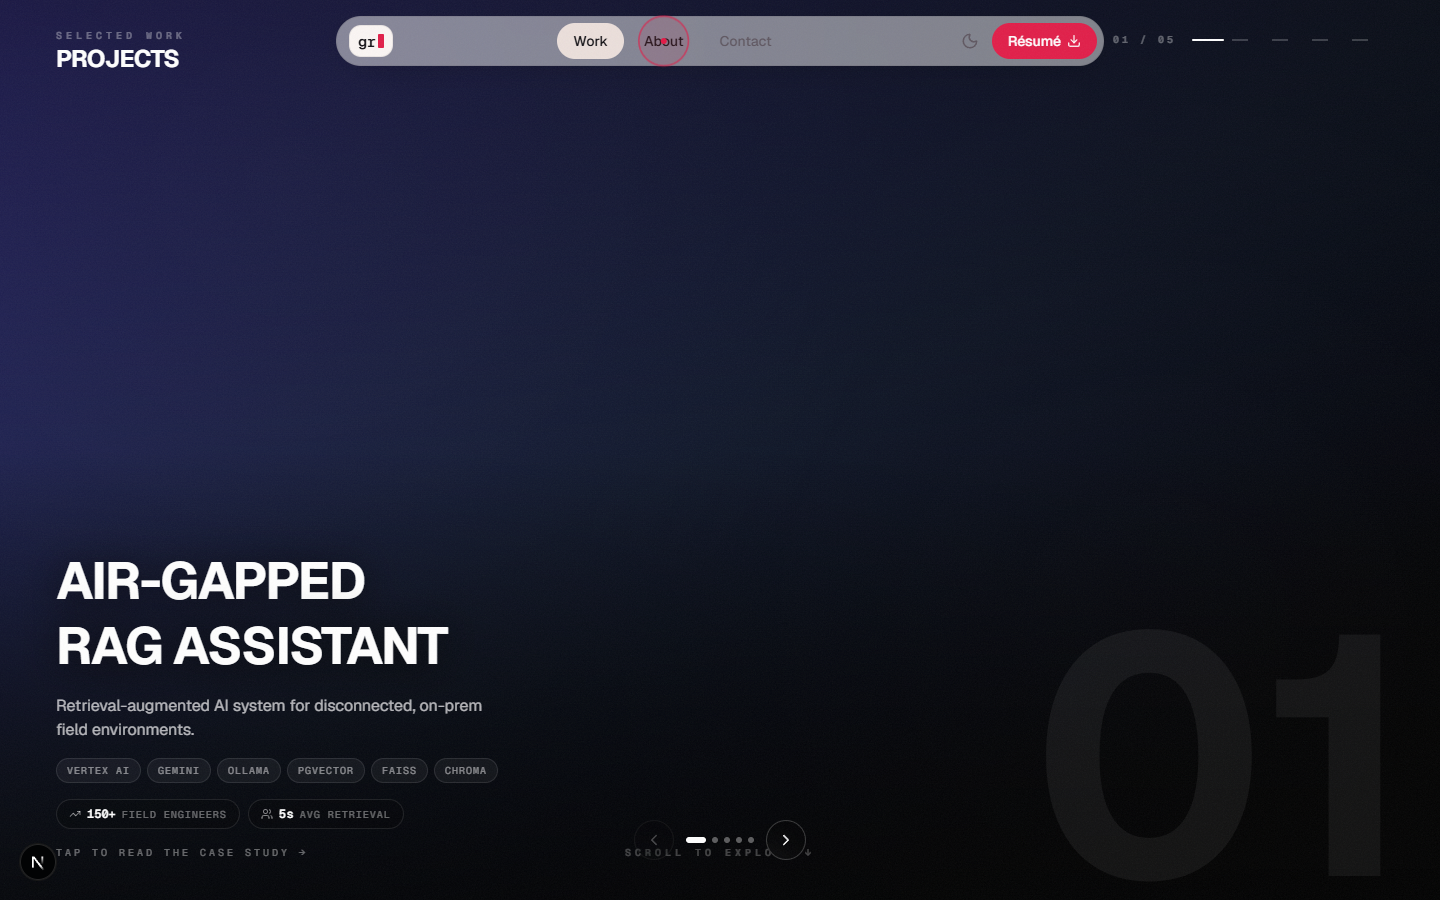 SELECTED WORK
PROJECTS
gr
Work
About
Contact
Résumé
01 / 05
AIR-GAPPED
RAG ASSISTANT
Retrieval-augmented AI system for disconnected, on-prem
field environments.
VERTEX AI
GEMINI
OLLAMA
PGVECTOR
FAISS
CHROMA
150+ FIELD ENGINEERS
5s AVG RETRIEVAL
01
N
TAP TO READ THE CASE STUDY →
SCROLL TO EXPLO ↓